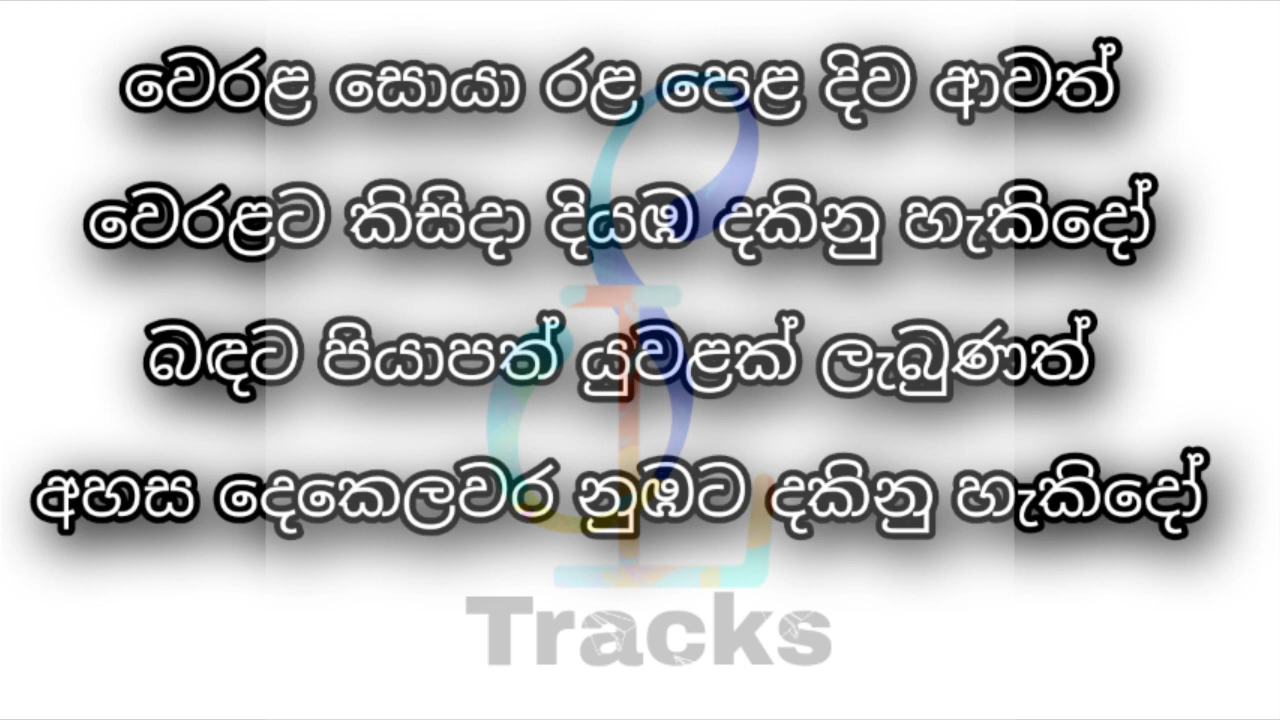 වෙරළ සොයා රළ පෙළ දිව ආවත්
වෙරළට කිසිදා දියඹ දකිනු හැකිදෝ
බඳට පියාපත් යුවළක් ලැබුණත්
අහස දෙකෙලවර නුඹට දකිනු හැකිදෝ
Tracks